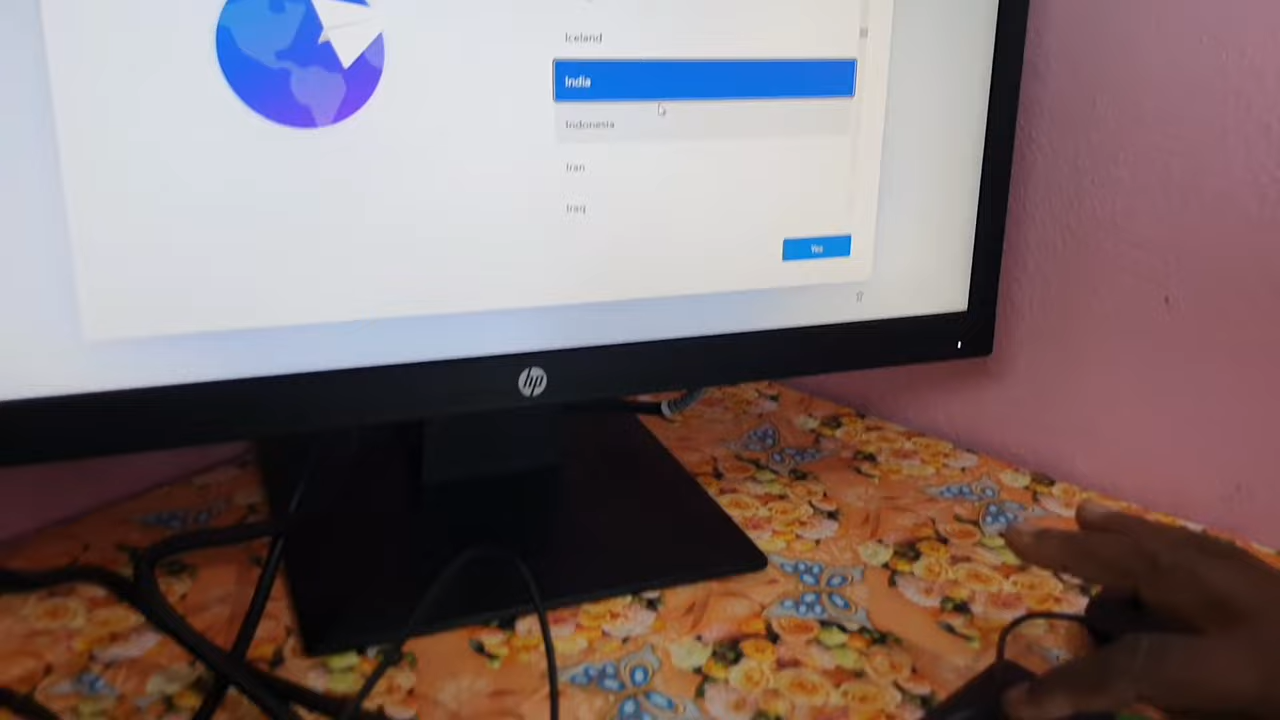 Iceland
India
Indonesia
Iran
Iraq
Yes
hp